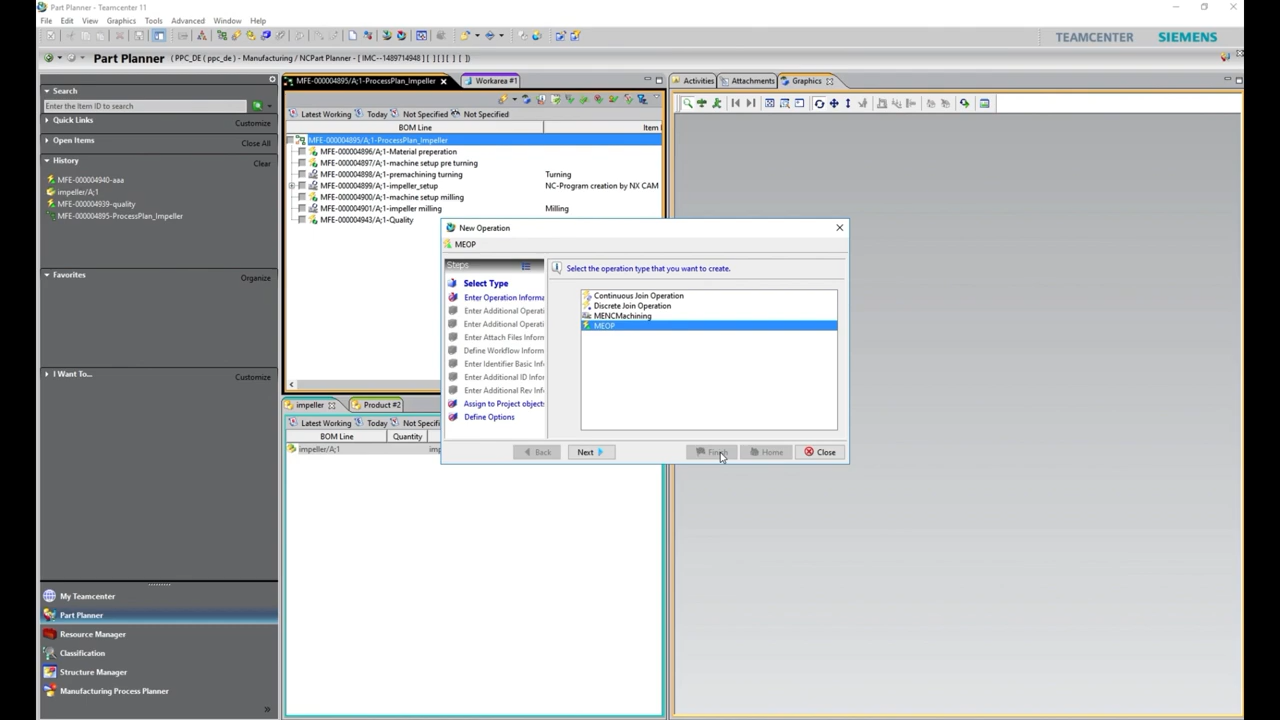 Part Planner - Teamcenter 11
File Edit View Graphics Tools Advanced Window Help
TEAMCENTER SIEMENS
Part Planner ( PPC_DE ( ppc_de ) - Manufacturing / NCPart Planner - [ IMC--1489714948 ] [ ] [ ] [ ] [ ] )
Search
Enter the Item ID to search
Quick Links Customize
Open Items Close All
History Clear
MFE-000004940-aaa
impeller/A;1
MFE-000004939-quality
MFE-000004895-ProcessPlan_Impeller
Favorites Organize
I Want To... Customize
My Teamcenter
Part Planner
Resource Manager
Classification
Structure Manager
Manufacturing Process Planner
MFE-000004895/A;1-ProcessPlan_Impeller Workarea #1
Latest Working Today Not Specified Not Specified
BOM Line Item
MFE-000004895/A;1-ProcessPlan_Impeller
MFE-000004896/A;1-Material preperation
MFE-000004897/A;1-machine setup pre turning
MFE-000004898/A;1-premachining turning Turning
MFE-000004899/A;1-impeller_setup NC-Program creation by NX CAM
MFE-000004900/A;1-machine setup milling
MFE-000004901/A;1-impeller milling Milling
MFE-000004943/A;1-Quality
impeller Product #2
Latest Working Today Not Specifi
BOM Line Quantity
impeller/A;1 imp
Activities Attachments Graphics
New Operation
MEOP
Steps
Select Type
Enter Operation Informa
Enter Additional Operati
Enter Additional Operati
Enter Attach Files Inform
Define Workflow Inform
Enter Identifier Basic Inf
Enter Additional ID Infor
Enter Additional Rev Inf
Assign to Project objects
Define Options
Select the operation type that you want to create.
Continuous Join Operation
Discrete Join Operation
MENCMachining
MEOP
Back Next Finish Home Close